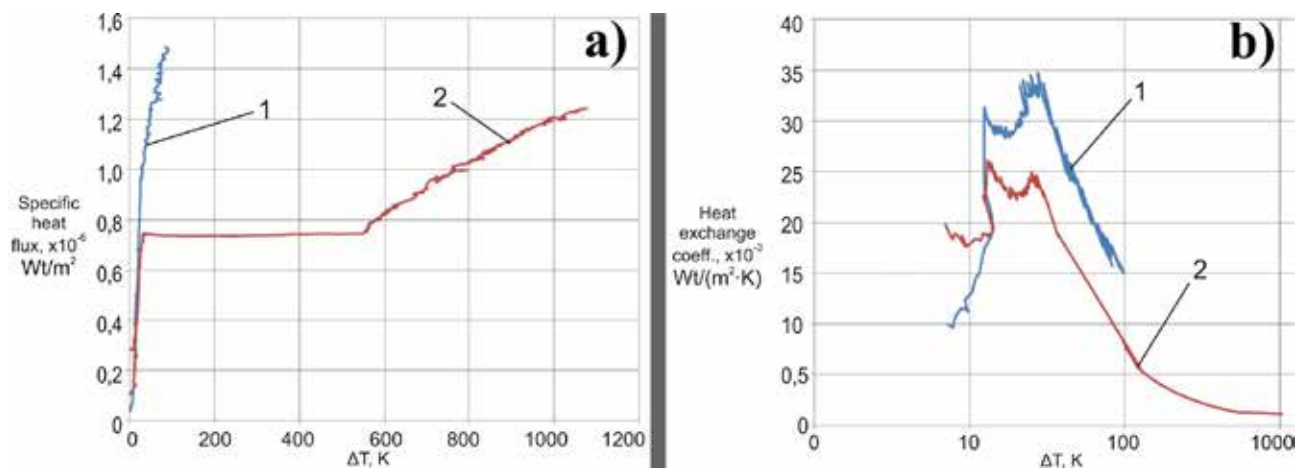 a)
1,6
1,4
1,2
1,0
0,8
0,6
0,4
0,2
0
Specific
heat
flux, x10⁻⁶
Wt/m²
1
2
0
200
400
600
800
1000
1200
ΔT, K
b)
40
35
30
25
20
15
10
0,5
0
Heat
exchange
coeff., x10⁻³
Wt/(m²·K)
1
2
0
10
100
1000
ΔT, K